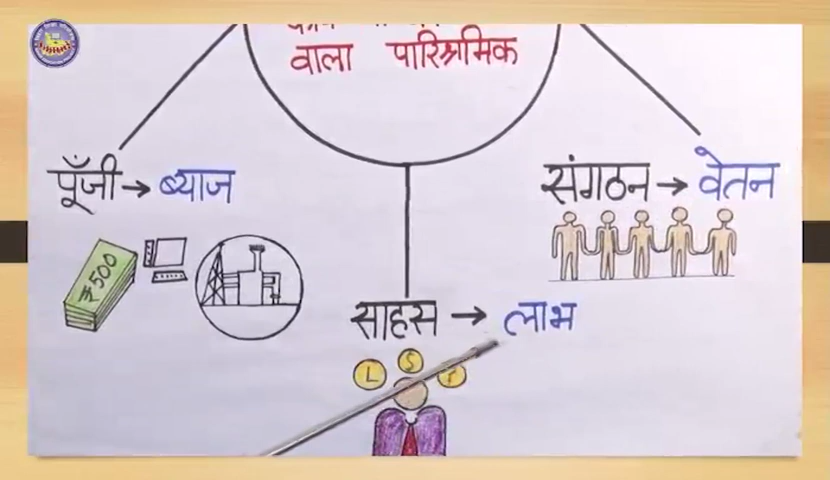 वाला पारिश्रमिक
पूँजी → ब्याज
संगठन → वेतन
₹500
साहस → लाभ
L S